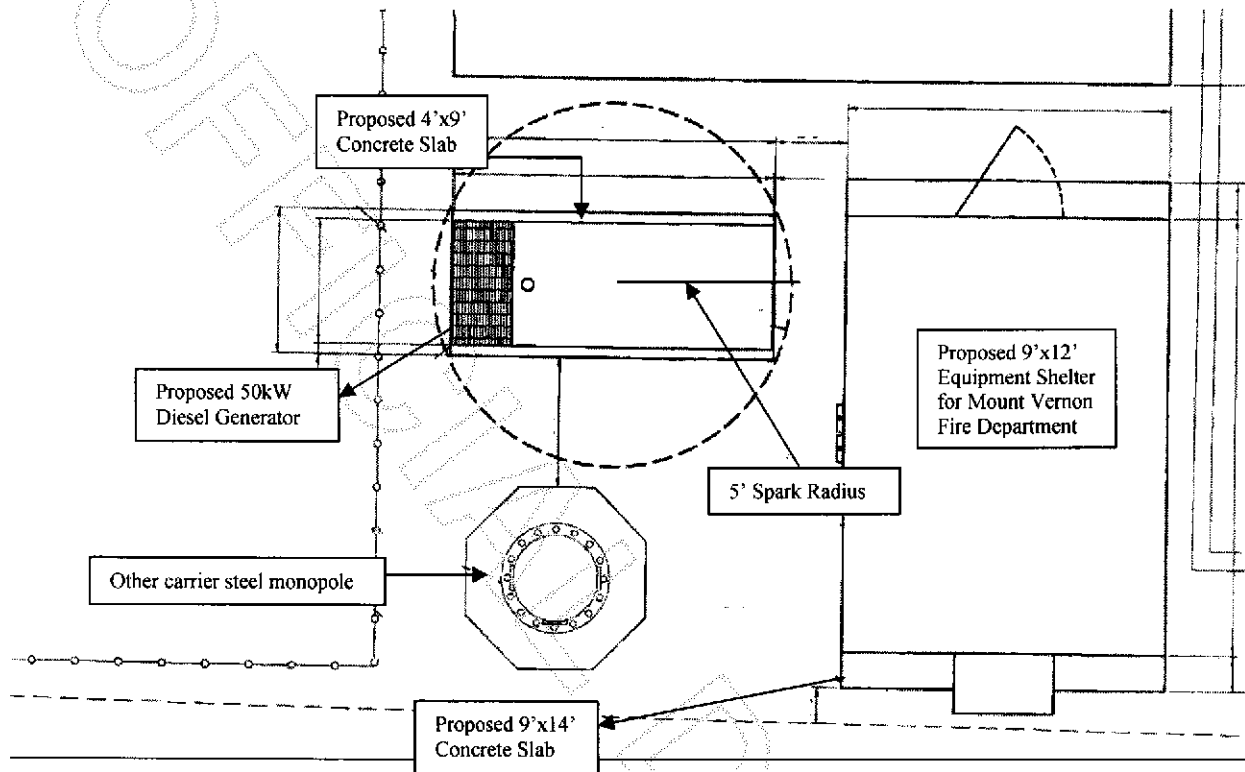 Proposed 4'x9'
Concrete Slab
Proposed 50kW
Diesel Generator
Proposed 9'x12'
Equipment Shelter
for Mount Vernon
Fire Department
5' Spark Radius
Other carrier steel monopole
Proposed 9'x14'
Concrete Slab